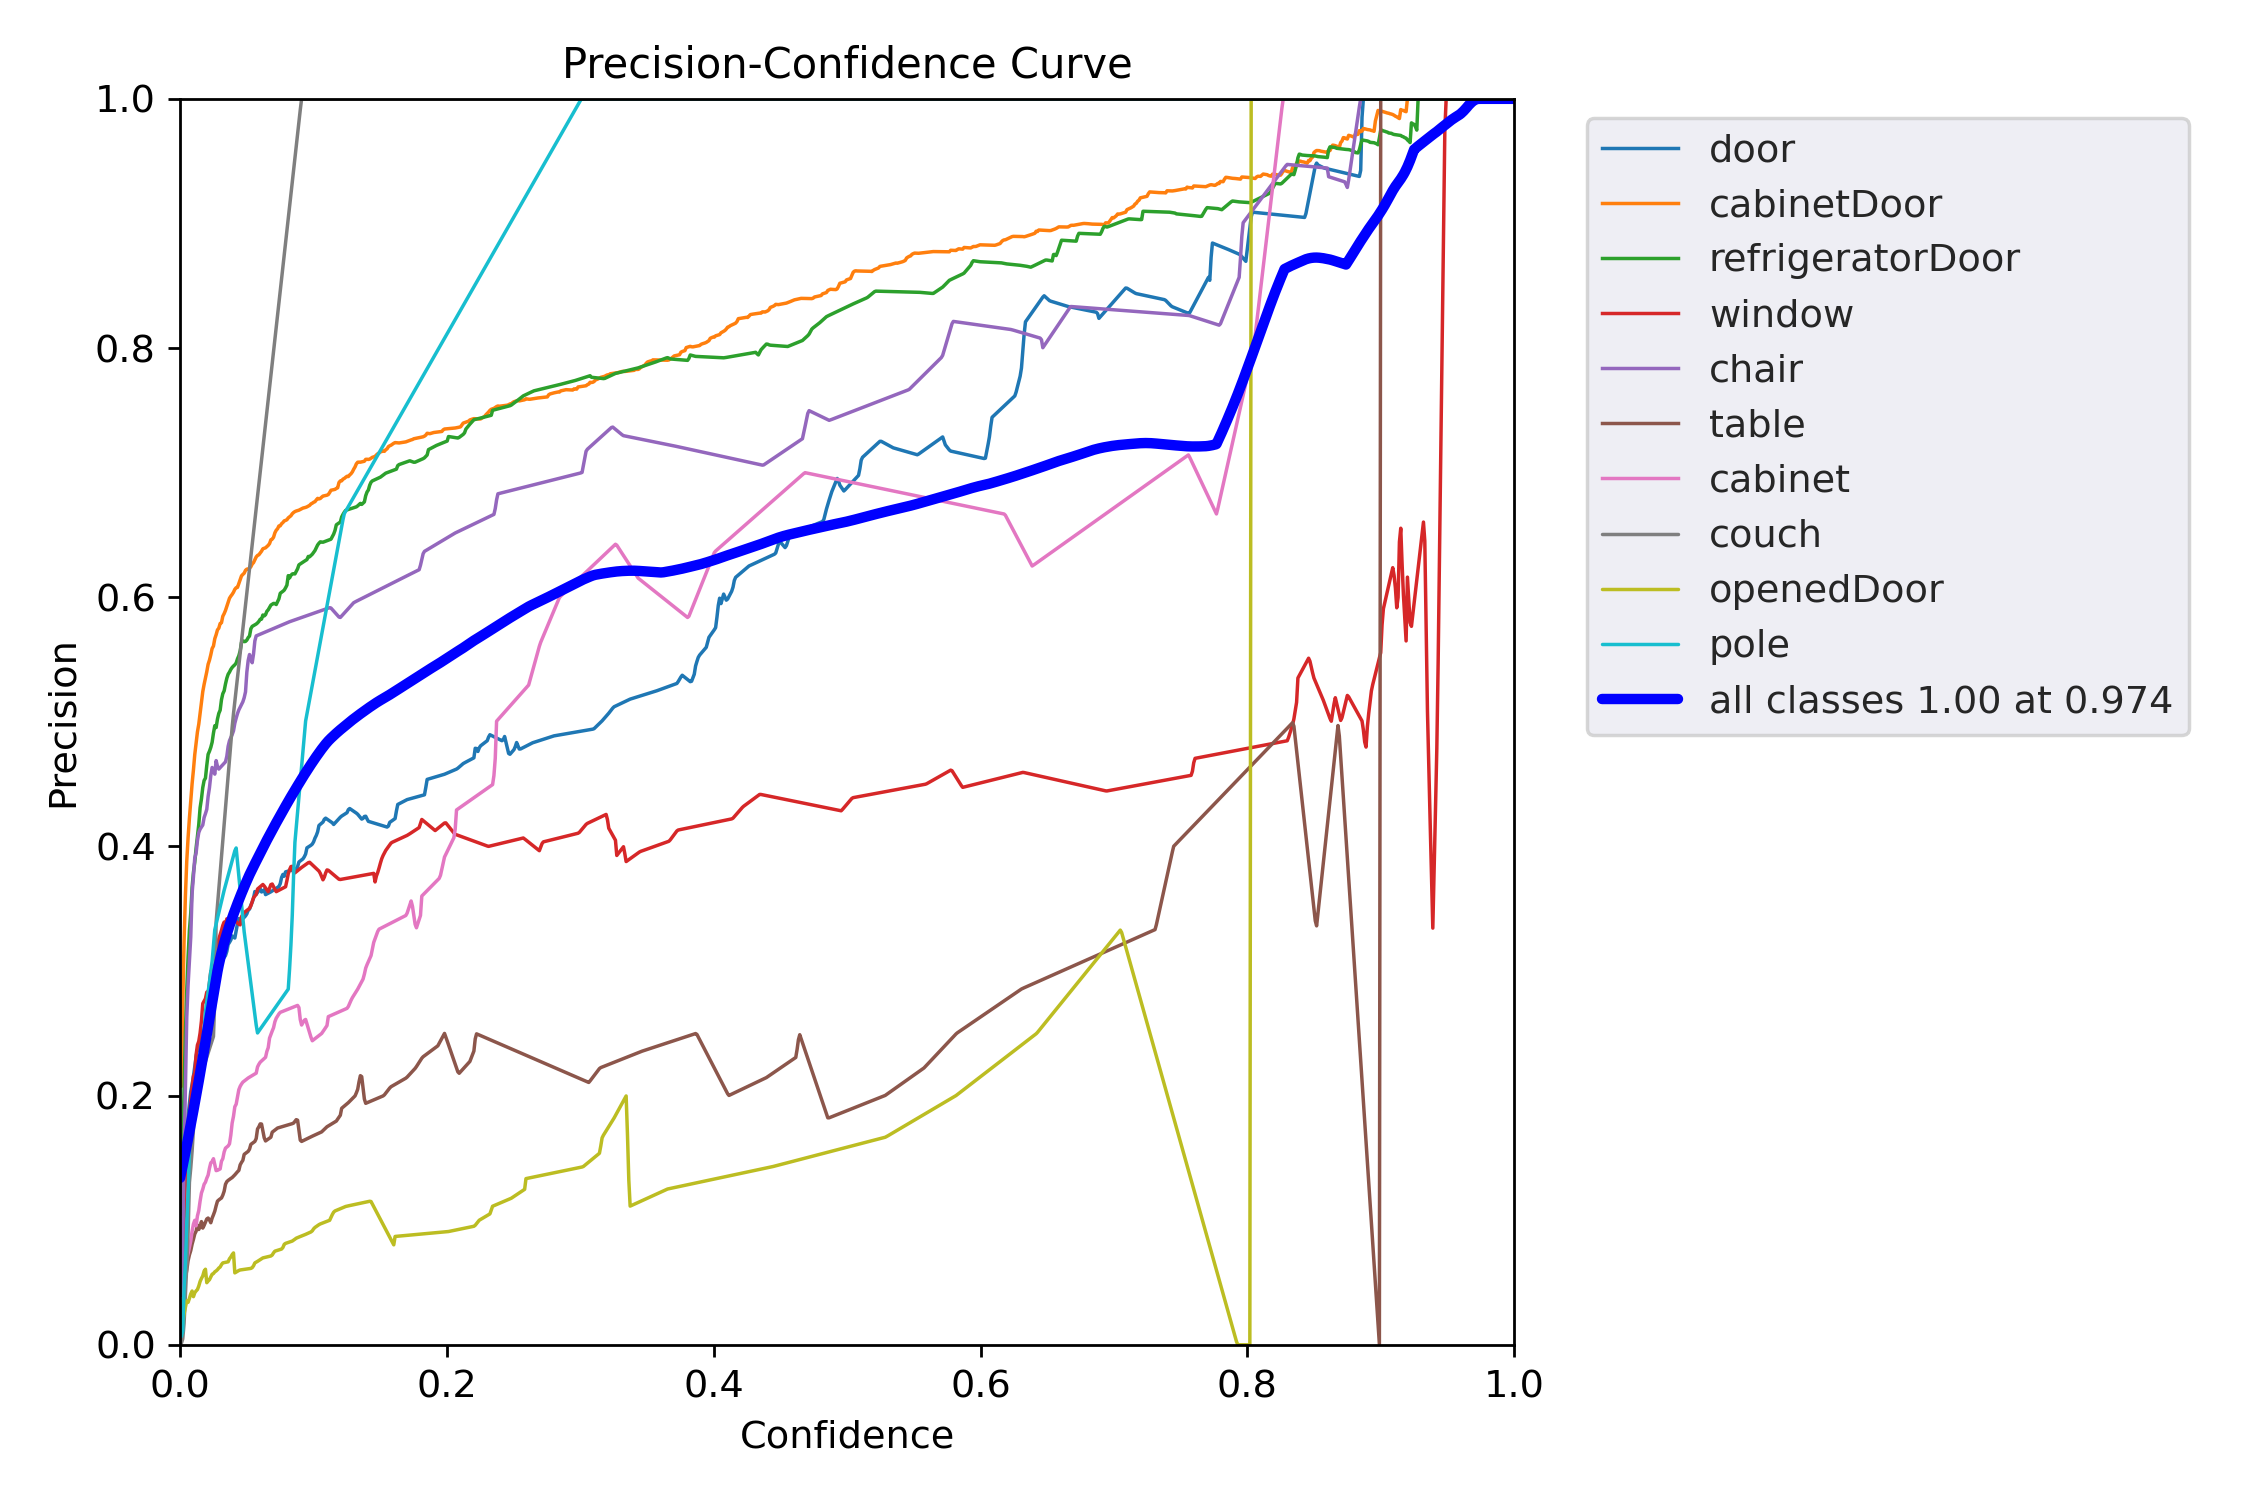 Precision-Confidence Curve
1.0
0.8
0.6
0.4
0.2
0.0
Precision
0.0 0.2 0.4 0.6 0.8 1.0
Confidence
door
cabinetDoor
refrigeratorDoor
window
chair
table
cabinet
couch
openedDoor
pole
all classes 1.00 at 0.974